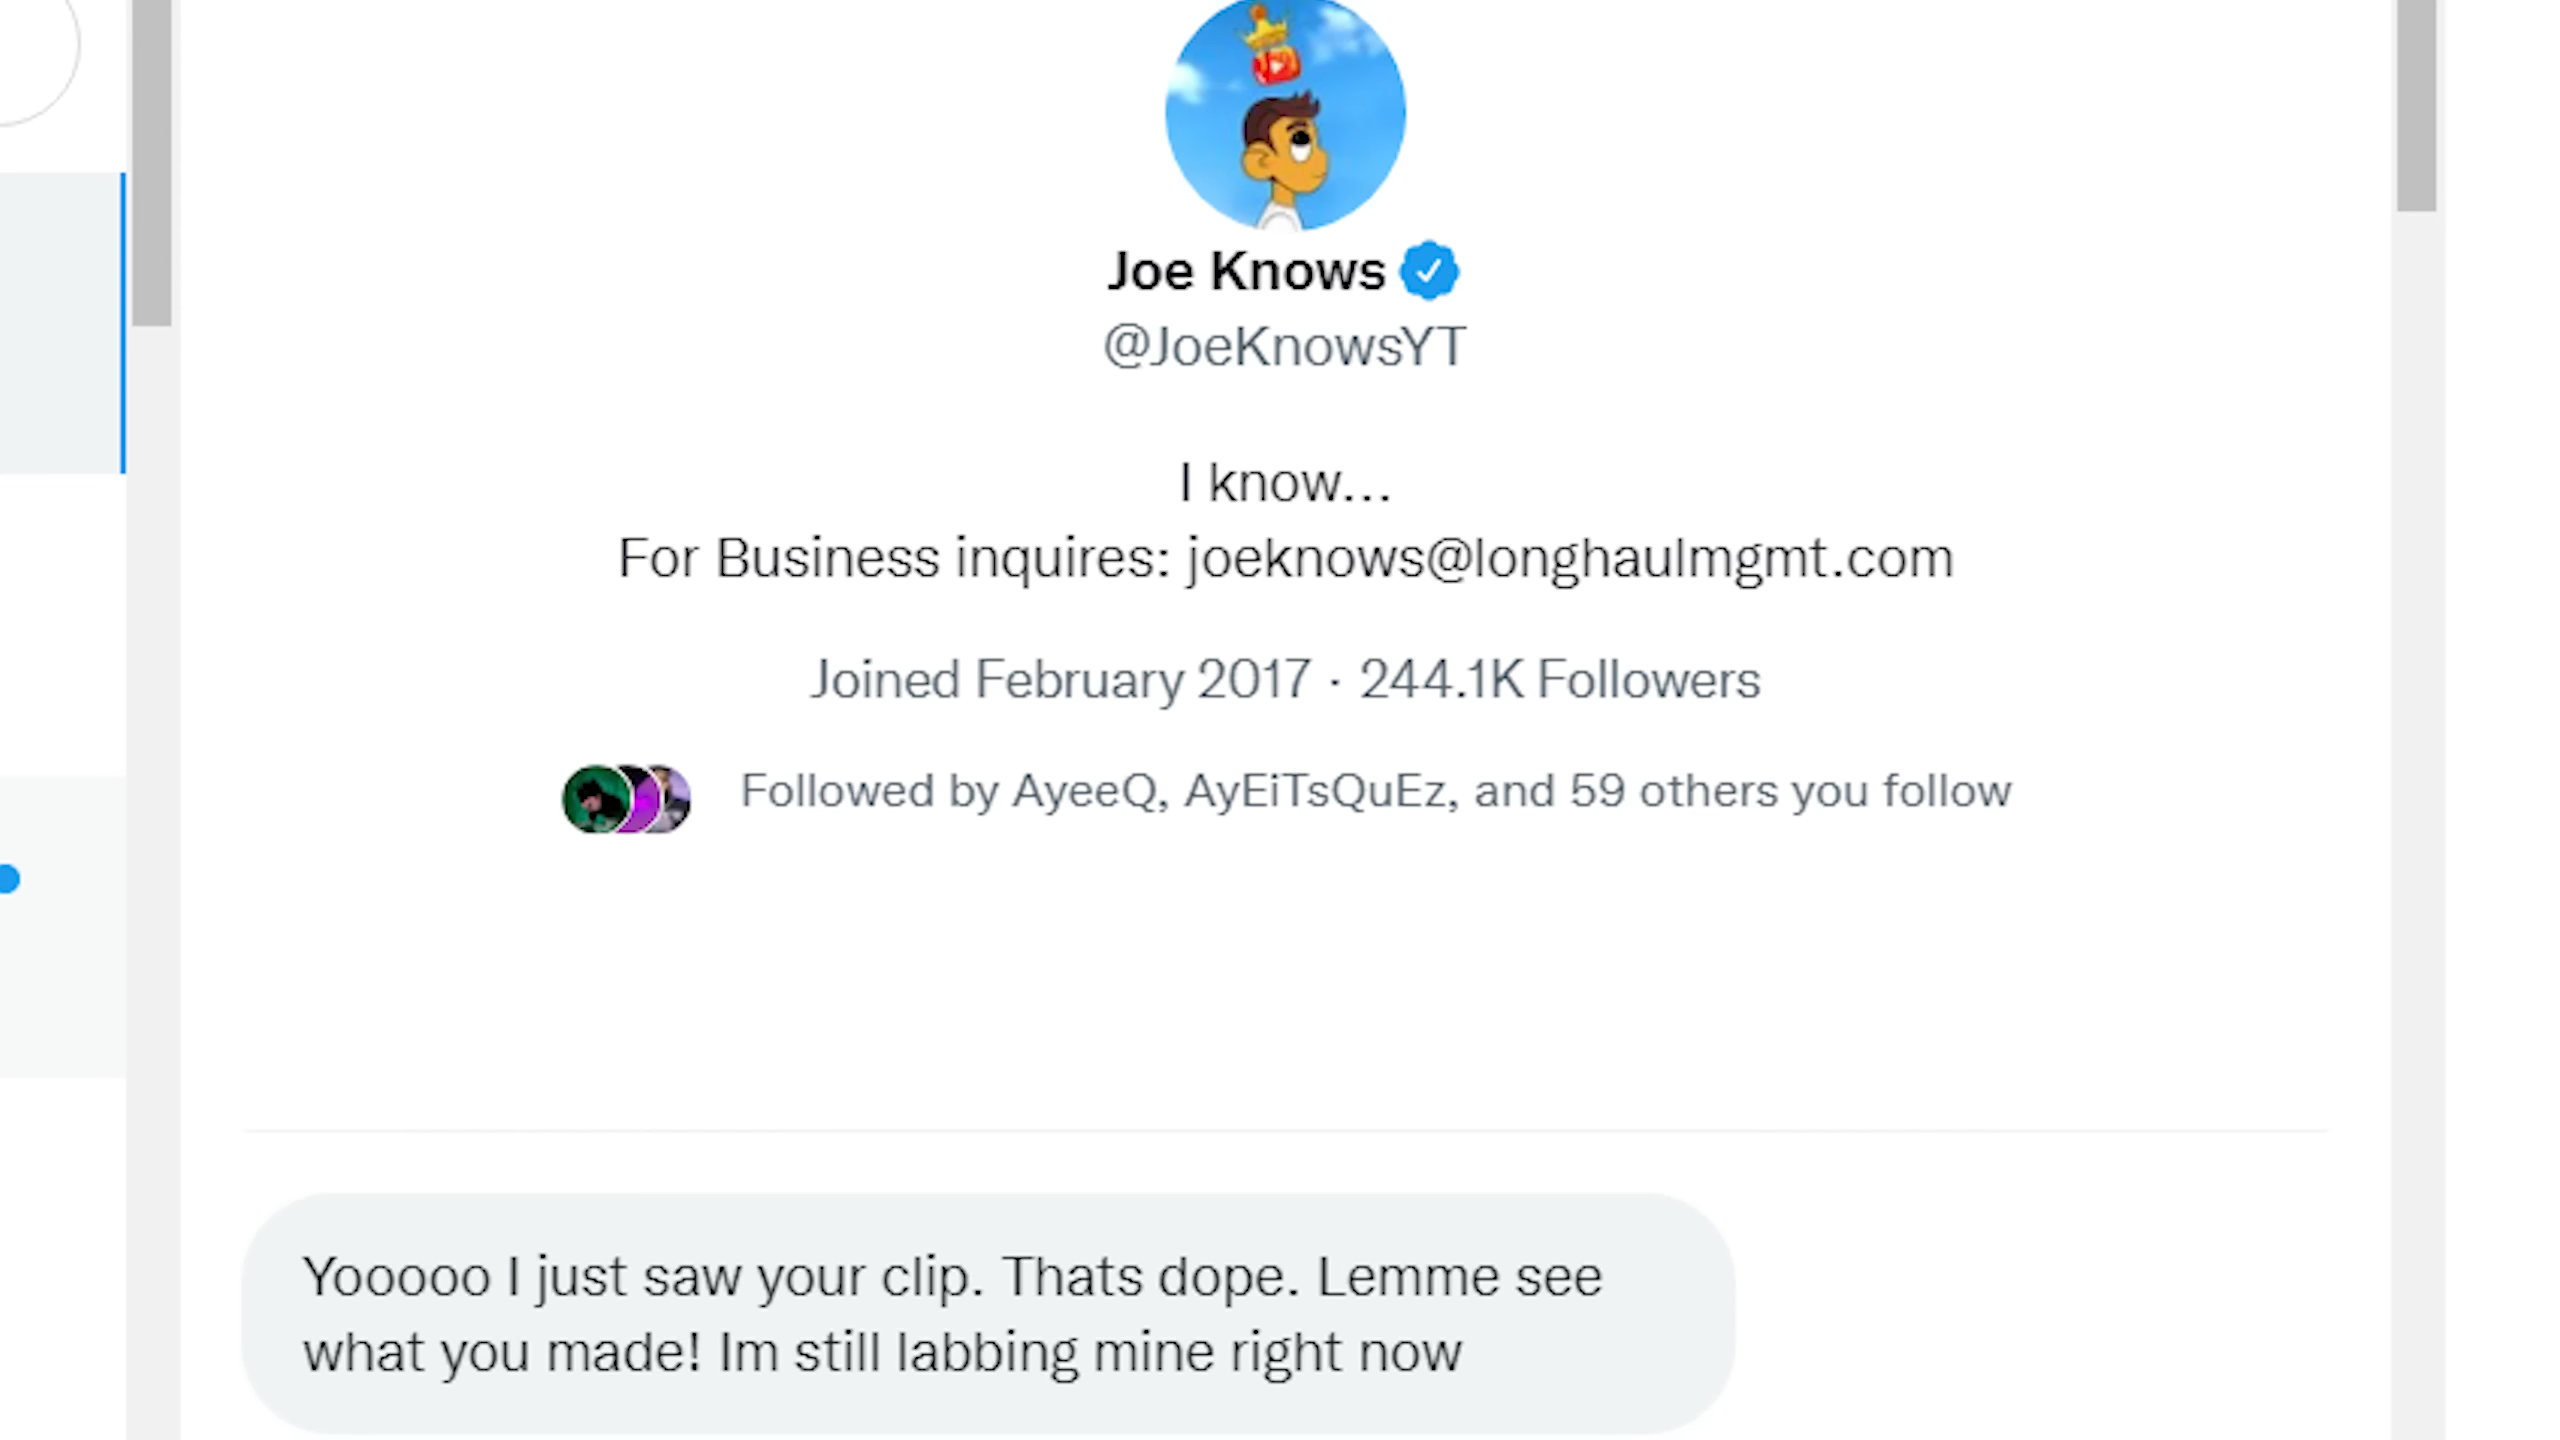 Joe Knows
@JoeKnowsYT
I know...
For Business inquires: joeknows@longhaulmgmt.com
Joined February 2017 · 244.1K Followers
Followed by AyeeQ, AyEiTsQuEz, and 59 others you follow
Yooooo I just saw your clip. Thats dope. Lemme see
what you made! Im still labbing mine right now